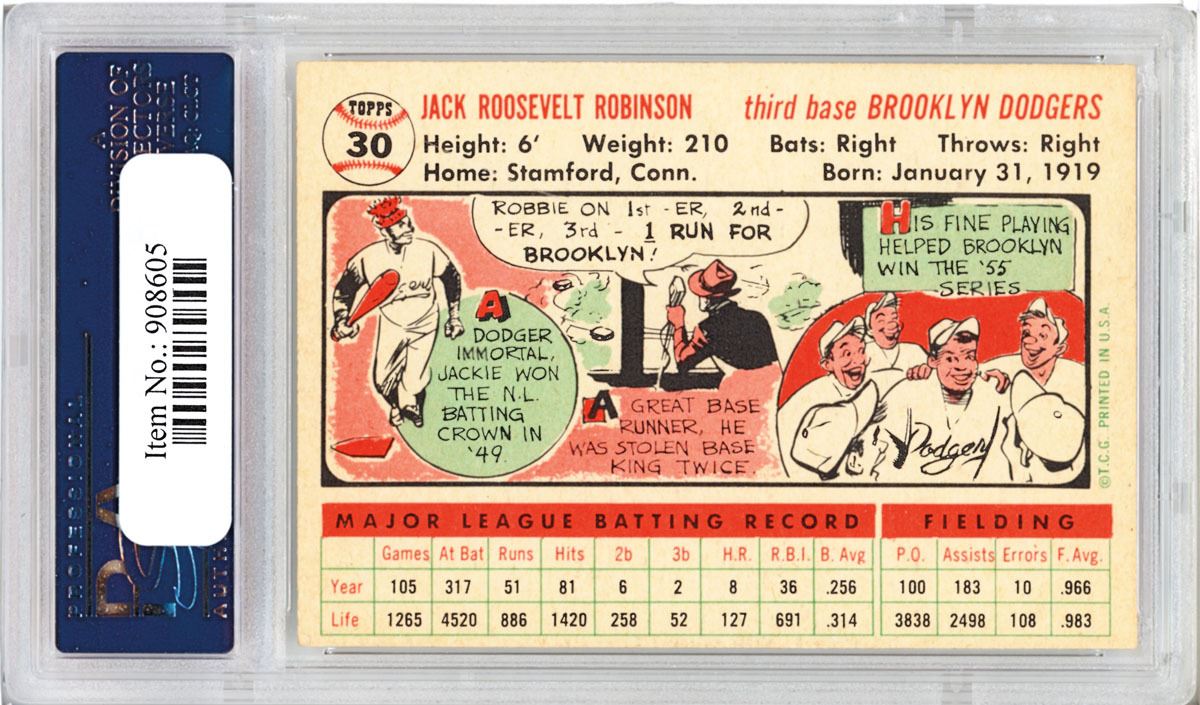 A
DIVISION OF
PROFESSIONAL
Item No.: 908605
TOPPS
30
JACK ROOSEVELT ROBINSON third base BROOKLYN DODGERS
Height: 6' Weight: 210 Bats: Right Throws: Right
Home: Stamford, Conn. Born: January 31, 1919
ROBBIE ON 1st -ER, 2nd-
-ER, 3rd - 1 RUN FOR
BROOKLYN!
A
DODGER
IMMORTAL,
JACKIE WON
THE N.L.
BATTING
CROWN IN
'49.
A GREAT BASE
RUNNER, HE
WAS STOLEN BASE
KING TWICE.
HIS FINE PLAYING
HELPED BROOKLYN
WIN THE '55
SERIES
Dodgers
©T.C.G. PRINTED IN U.S.A.
MAJOR LEAGUE BATTING RECORD FIELDING
Games At Bat Runs Hits 2b 3b H.R. R.B.I. B. Avg P.O. Assists Errors F. Avg.
Year 105 317 51 81 6 2 8 36 .256 100 183 10 .966
Life 1265 4520 886 1420 258 52 127 691 .314 3838 2498 108 .983